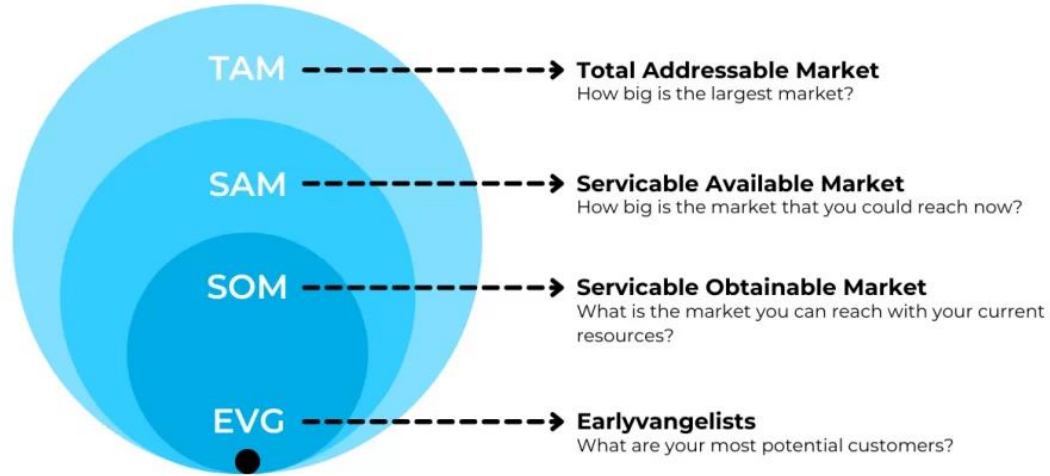 TAM
Total Addressable Market
How big is the largest market?
SAM
Servicable Available Market
How big is the market that you could reach now?
SOM
Servicable Obtainable Market
What is the market you can reach with your current
resources?
EVG
Earlyvangelists
What are your most potential customers?